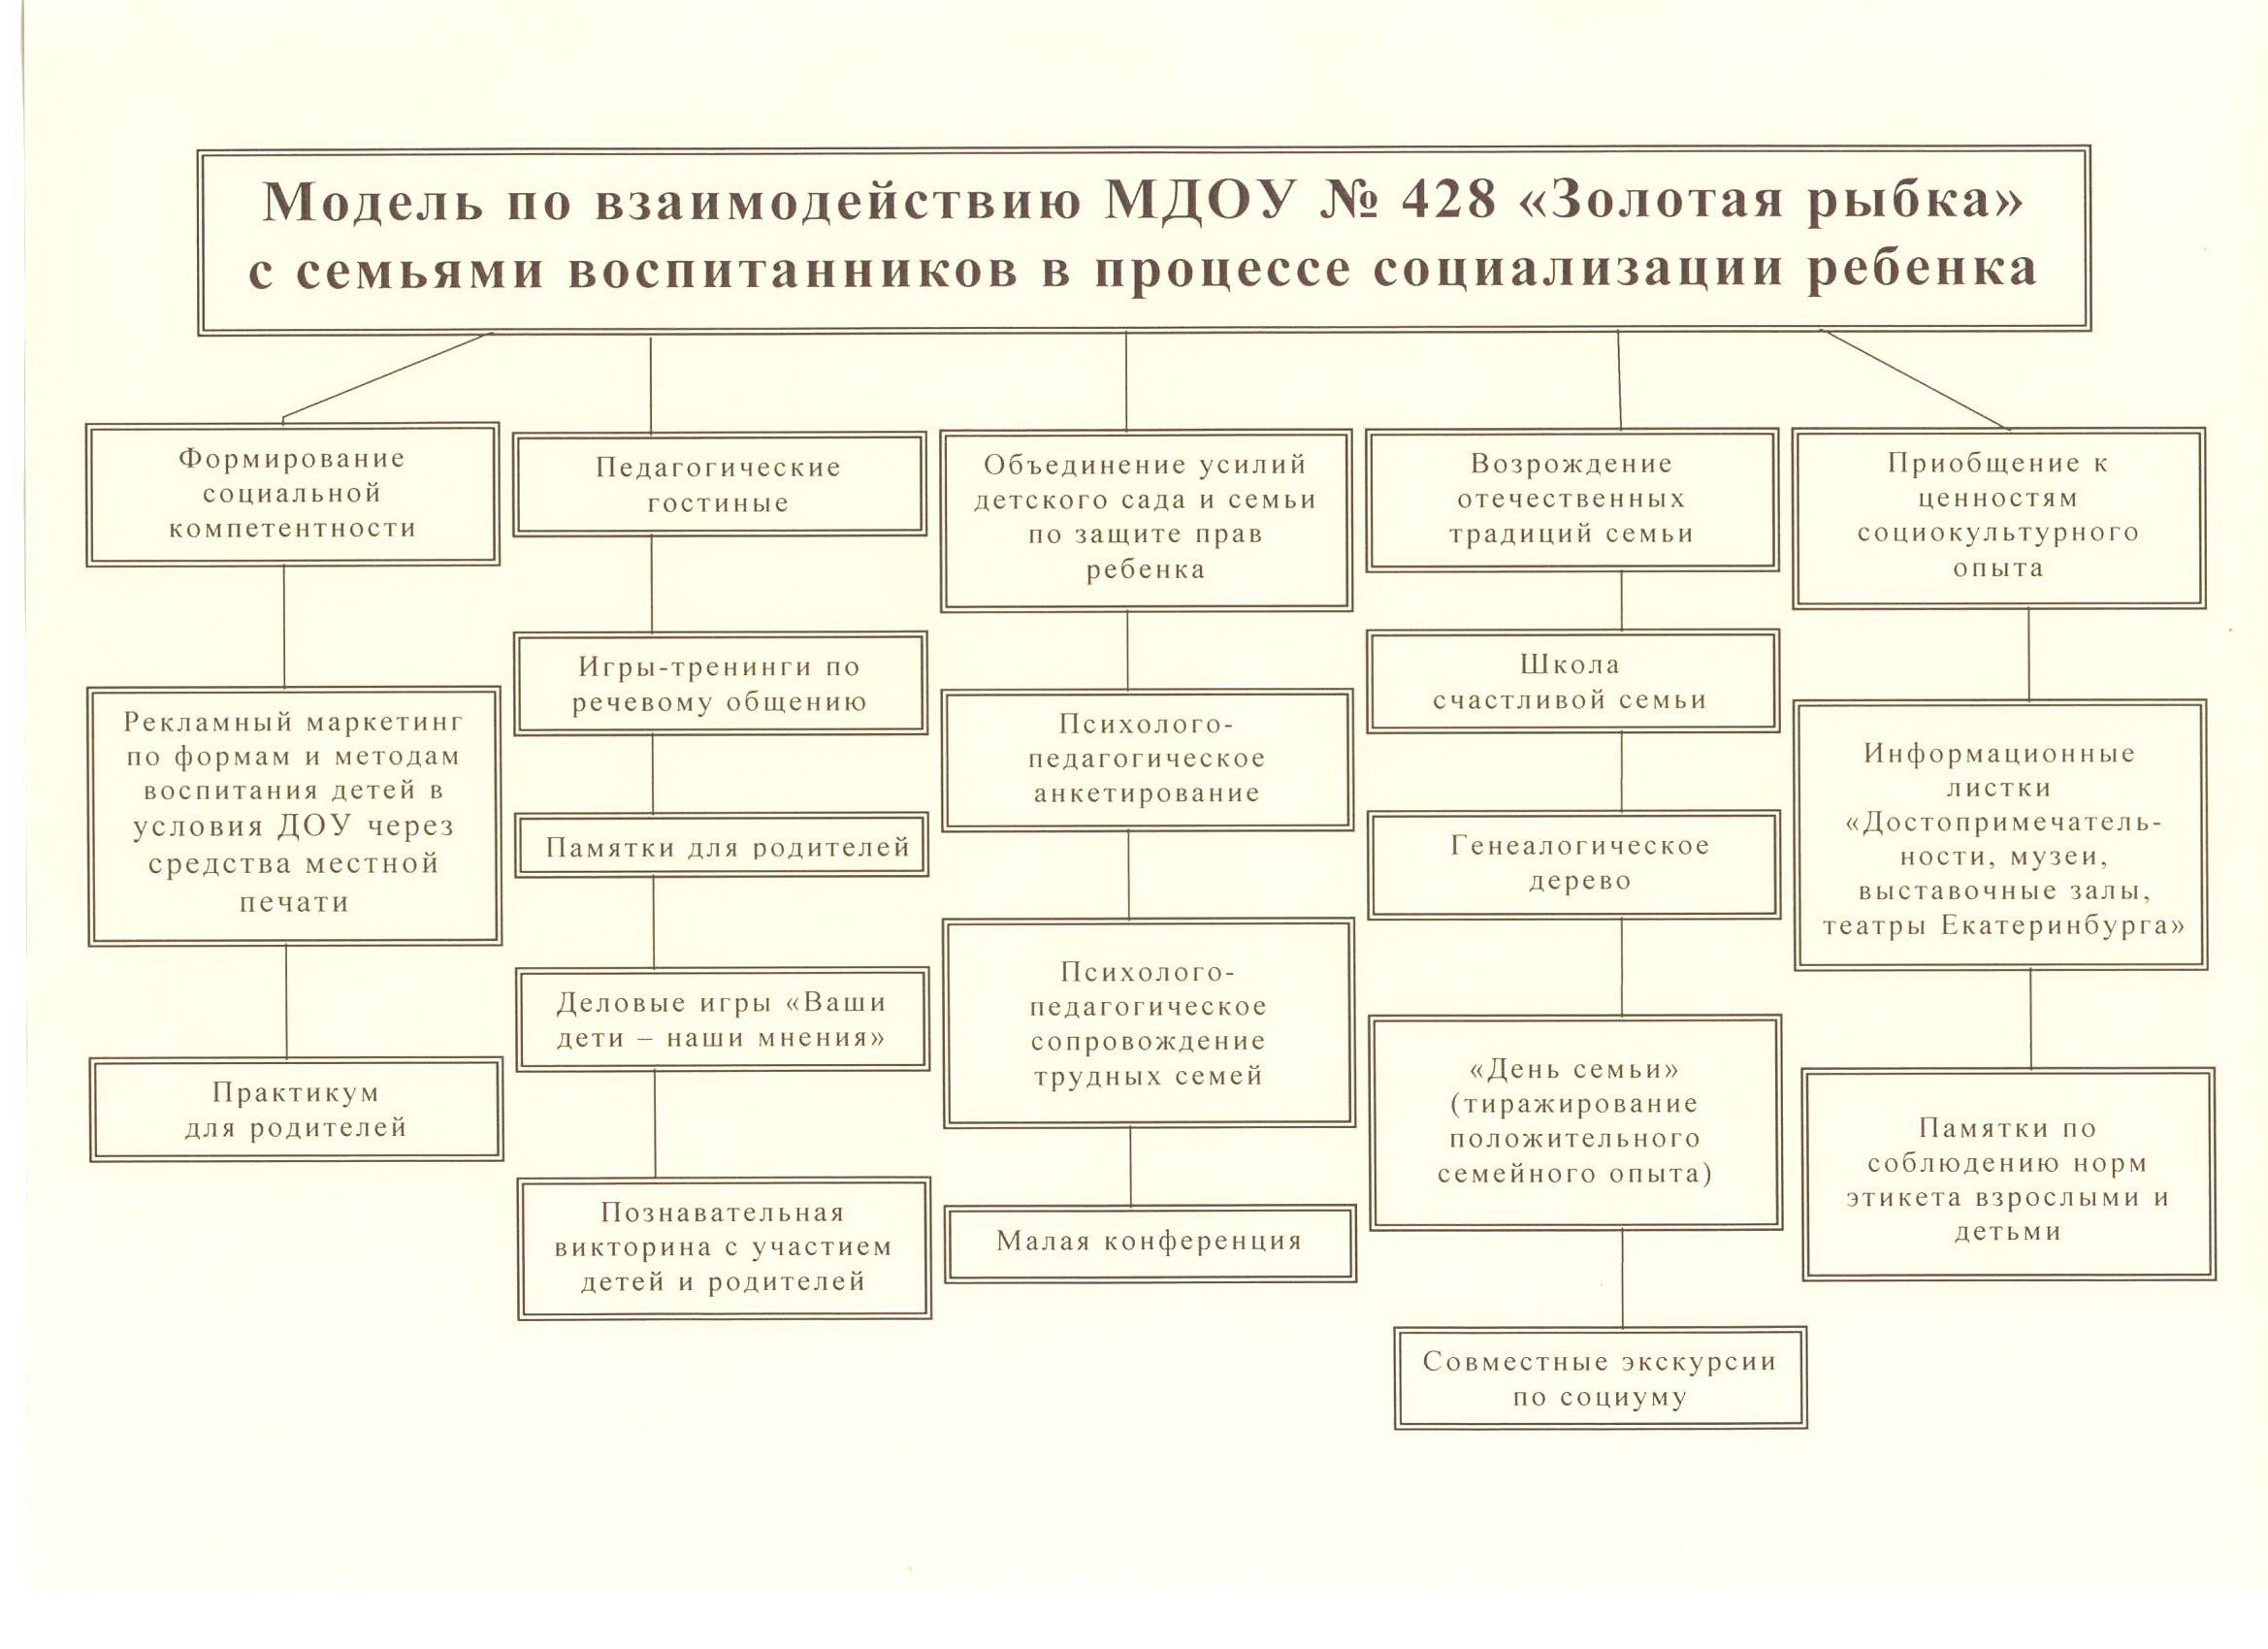 Модель по взаимодействию МДОУ № 428 «Золотая рыбка»
с семьями воспитанников в процессе социализации ребенка
Формирование
социальной
компетентности
Рекламный маркетинг
по формам и методам
воспитания детей в
условия ДОУ через
средства местной
печати
Практикум
для родителей
Педагогические
гостиные
Игры-тренинги по
речевому общению
Памятки для родителей
Деловые игры «Ваши
дети – наши мнения»
Познавательная
викторина с участием
детей и родителей
Объединение усилий
детского сада и семьи
по защите прав
ребенка
Психолого-
педагогическое
анкетирование
Психолого-
педагогическое
сопровождение
трудных семей
Малая конференция
Возрождение
отечественных
традиций семьи
Школа
счастливой семьи
Генеалогическое
дерево
«День семьи»
(тиражирование
положительного
семейного опыта)
Совместные экскурсии
по социуму
Приобщение к
ценностям
социокультурного
опыта
Информационные
листки
«Достопримечатель-
ности, музеи,
выставочные залы,
театры Екатеринбурга»
Памятки по
соблюдению норм
этикета взрослыми и
детьми